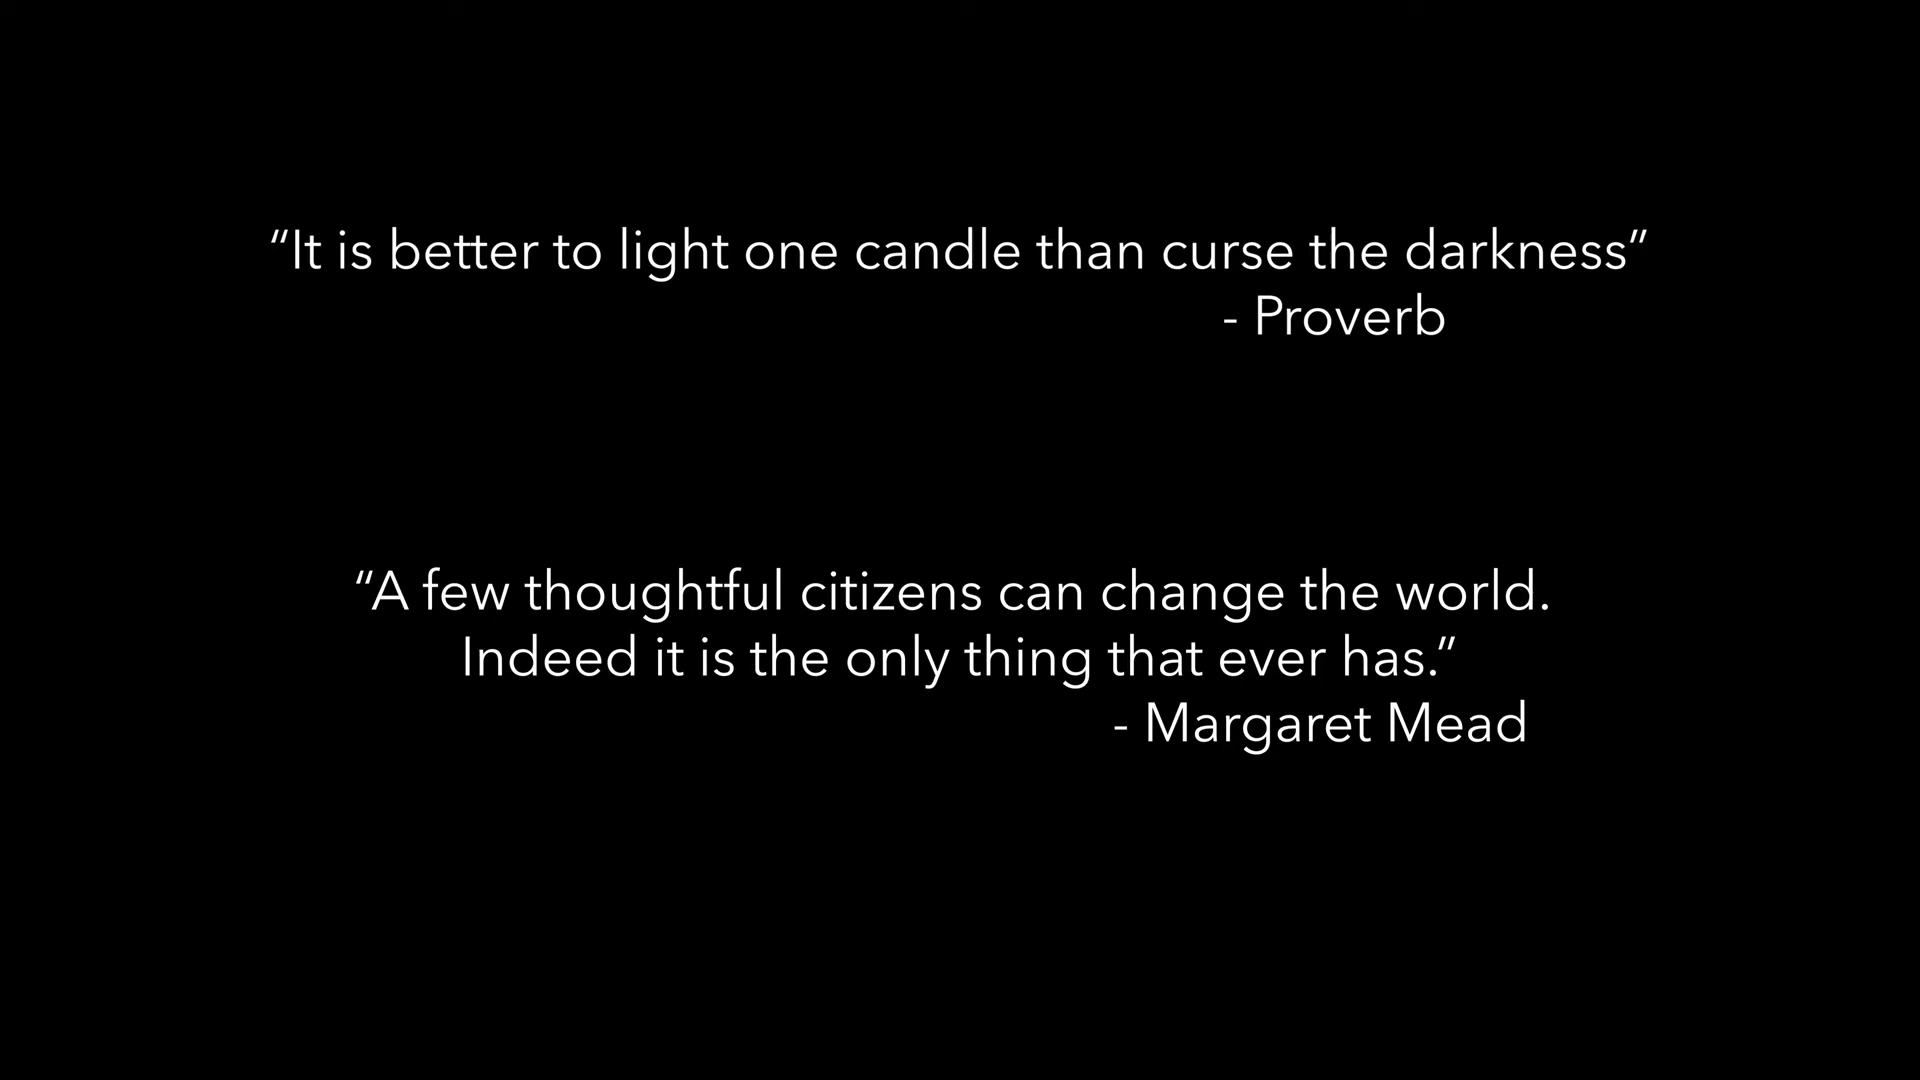 “It is better to light one candle than curse the darkness”
- Proverb
“A few thoughtful citizens can change the world.
Indeed it is the only thing that ever has.”
- Margaret Mead